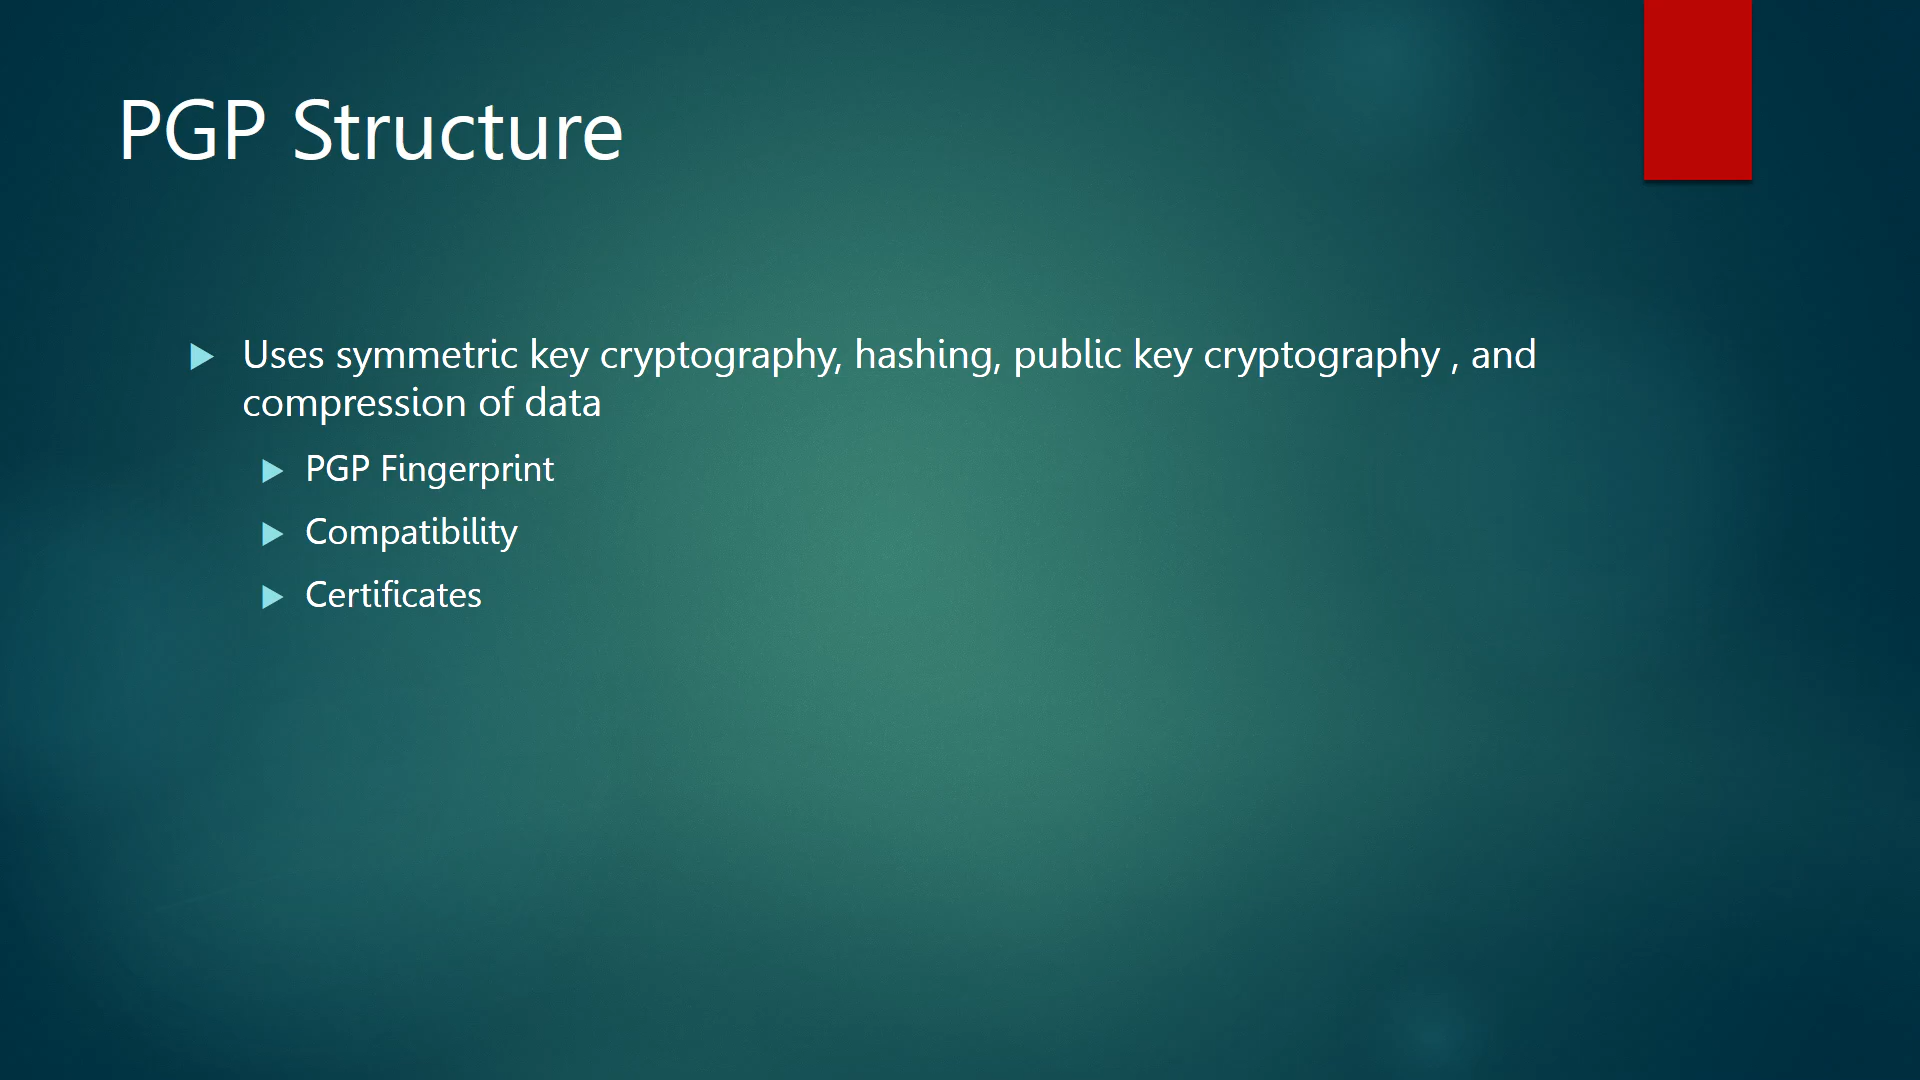 PGP Structure
Uses symmetric key cryptography, hashing, public key cryptography , and
compression of data
PGP Fingerprint
Compatibility
Certificates